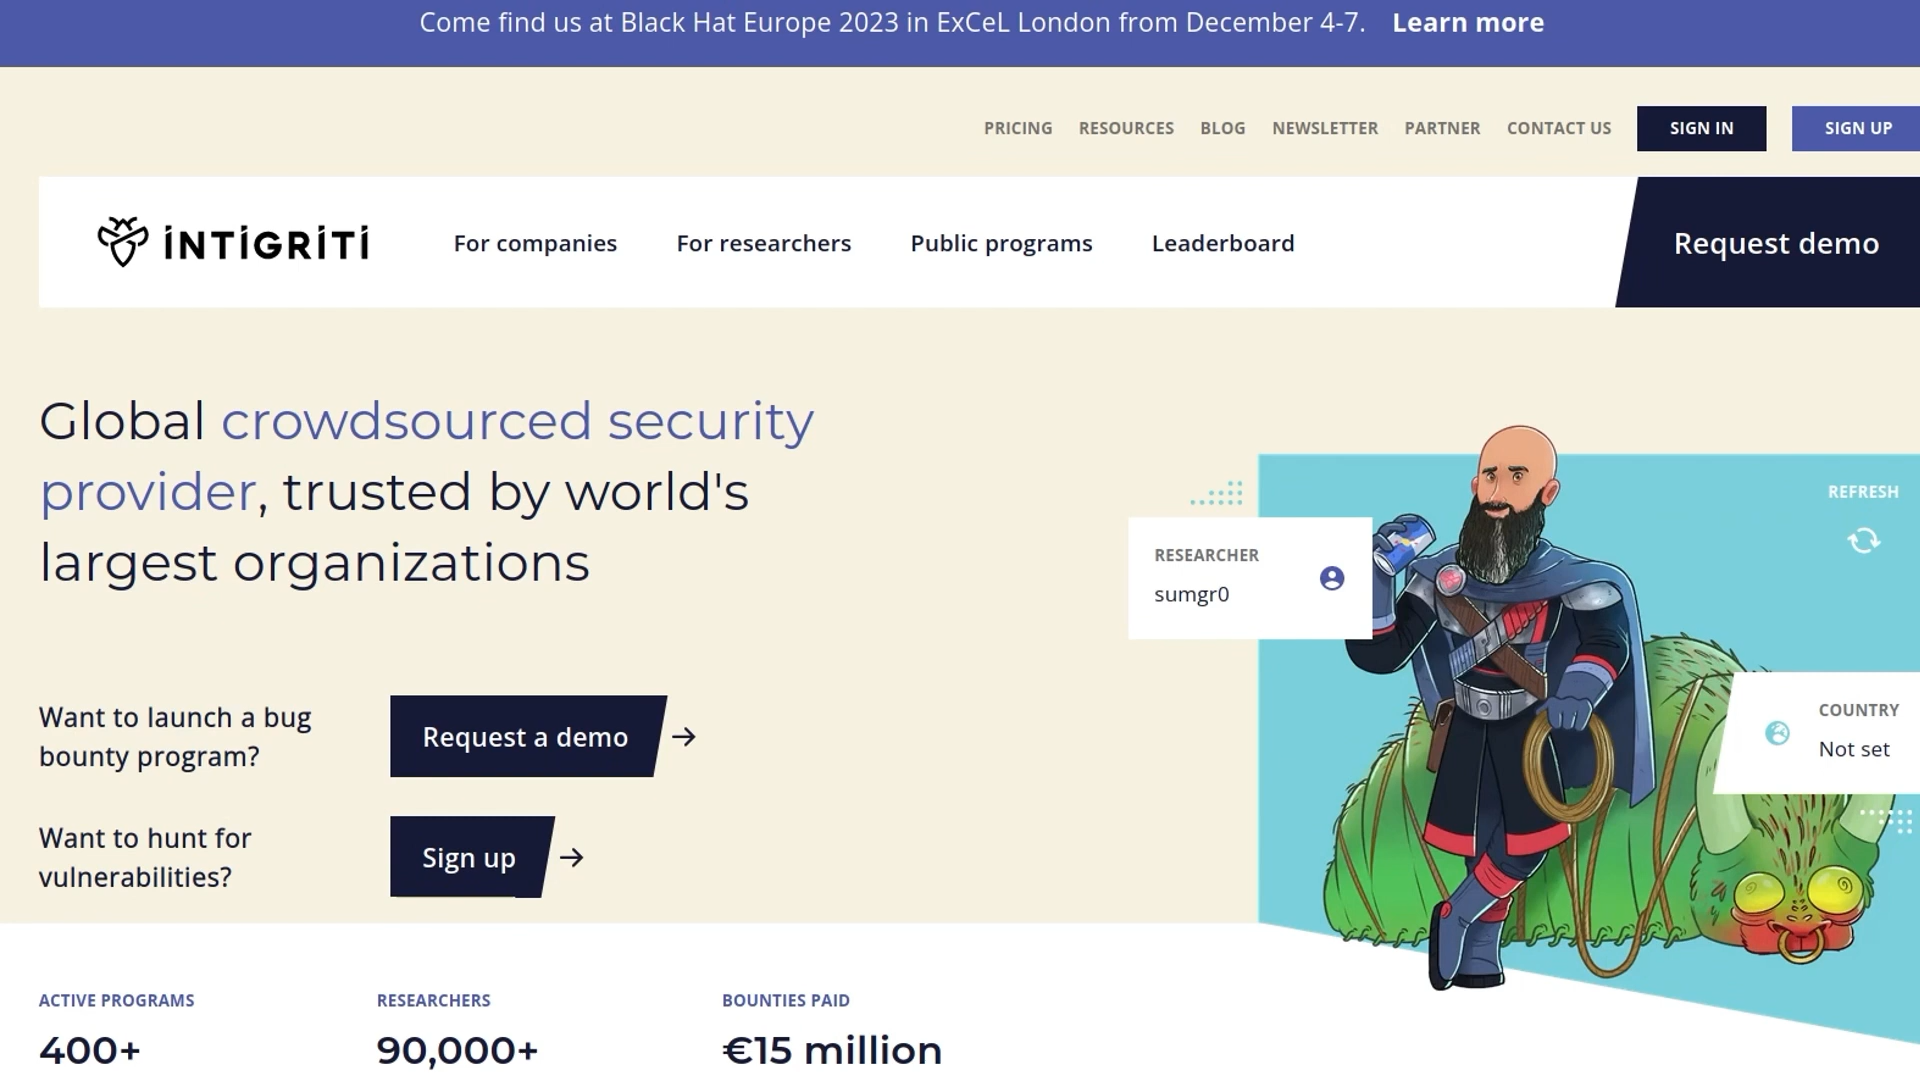 Come find us at Black Hat Europe 2023 in ExCeL London from December 4-7. Learn more
PRICING RESOURCES BLOG NEWSLETTER PARTNER CONTACT US SIGN IN SIGN UP
INTIGRITI For companies For researchers Public programs Leaderboard Request demo
Global crowdsourced security
provider, trusted by world's
largest organizations
REFRESH
RESEARCHER
sumgr0
COUNTRY
Not set
Want to launch a bug
bounty program?
Request a demo
Want to hunt for
vulnerabilities?
Sign up
ACTIVE PROGRAMS
400+
RESEARCHERS
90,000+
BOUNTIES PAID
€15 million